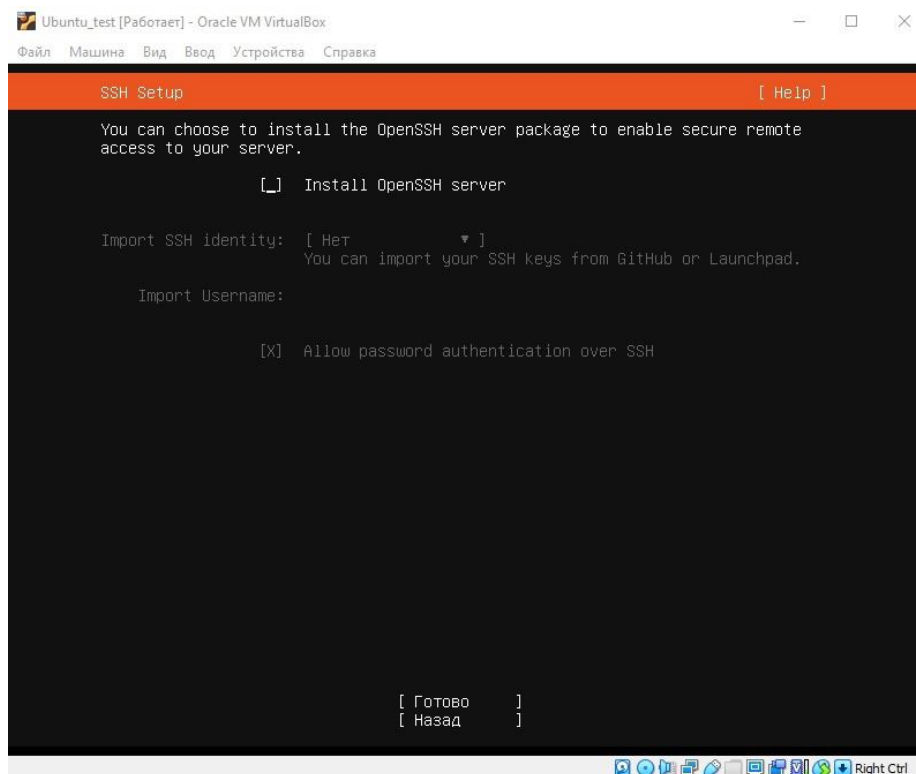 Ubuntu_test [Работает] - Oracle VM VirtualBox
Файл Машина Вид Ввод Устройства Справка
SSH Setup [ Help ]
You can choose to install the OpenSSH server package to enable secure remote
access to your server.
[_] Install OpenSSH server
Import SSH identity: [ Нет ▾ ]
You can import your SSH keys from GitHub or Launchpad.
Import Username:
[X] Allow password authentication over SSH
[ Готово ]
[ Назад ]
Right Ctrl